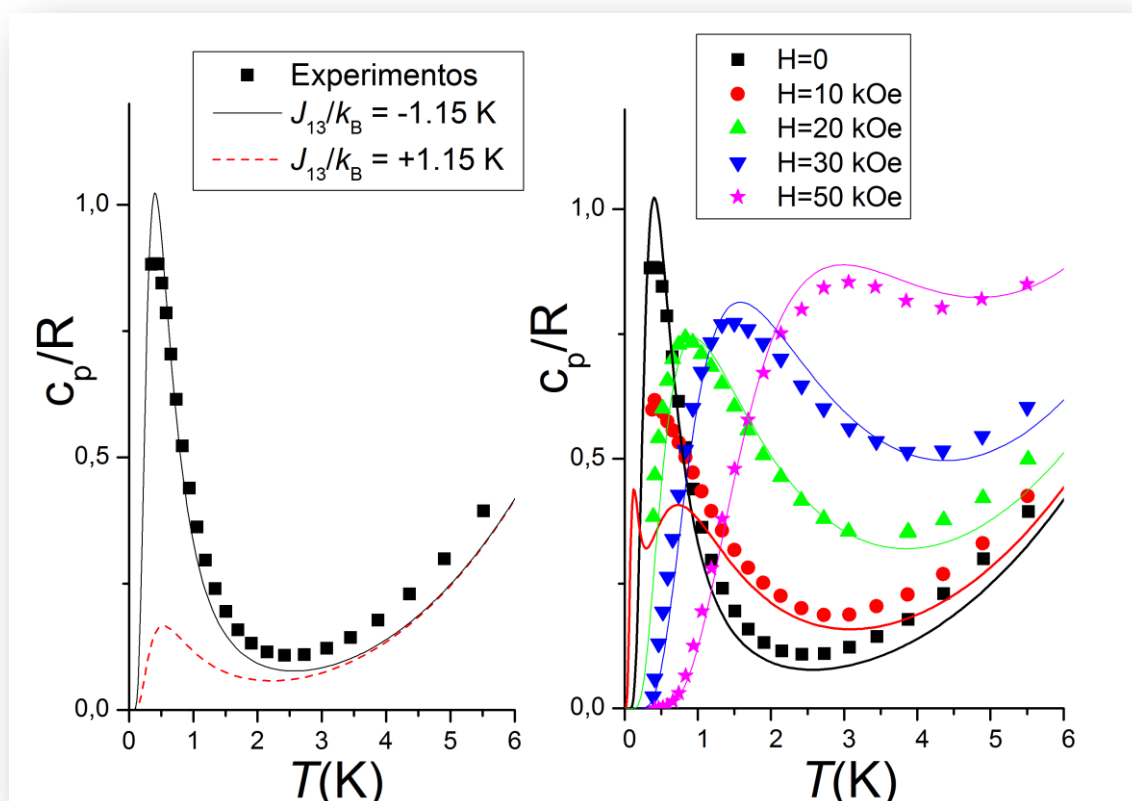 Experimentos
J13/kB = -1.15 K
J13/kB = +1.15 K
1,0
0,5
0,0
cp/R
0 1 2 3 4 5 6
T(K)
H=0
H=10 kOe
H=20 kOe
H=30 kOe
H=50 kOe
1,0
0,5
0,0
cp/R
0 1 2 3 4 5 6
T(K)